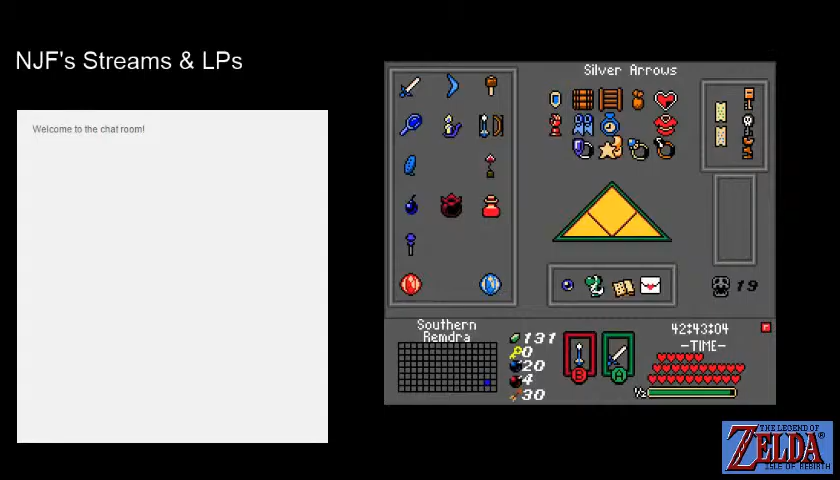 NJF's Streams & LPs
Welcome to the chat room!
Silver Arrows
19
Southern
Remdra
131
0
20
4
30
B
A
42:43:04
-TIME-
1/2
THE LEGEND OF
ZELDA®
ISLE OF REBIRTH